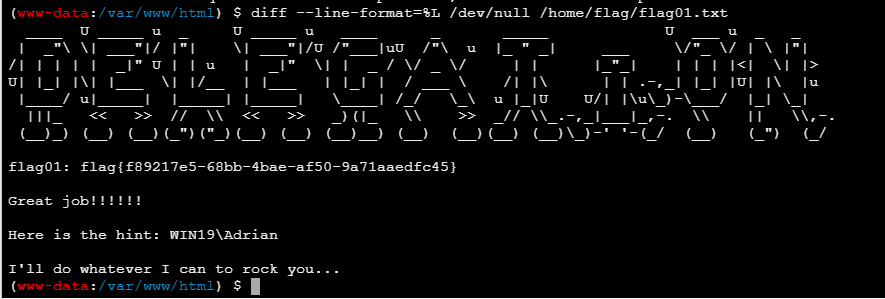 (www-data:/var/www/html) $ diff --line-format=%L /dev/null /home/flag/flag01.txt
DELEGATION
flag01: flag{f89217e5-68bb-4bae-af50-9a71aaedfc45}
Great job!!!!!!
Here is the hint: WIN19\Adrian
I'll do whatever I can to rock you...
(www-data:/var/www/html) $